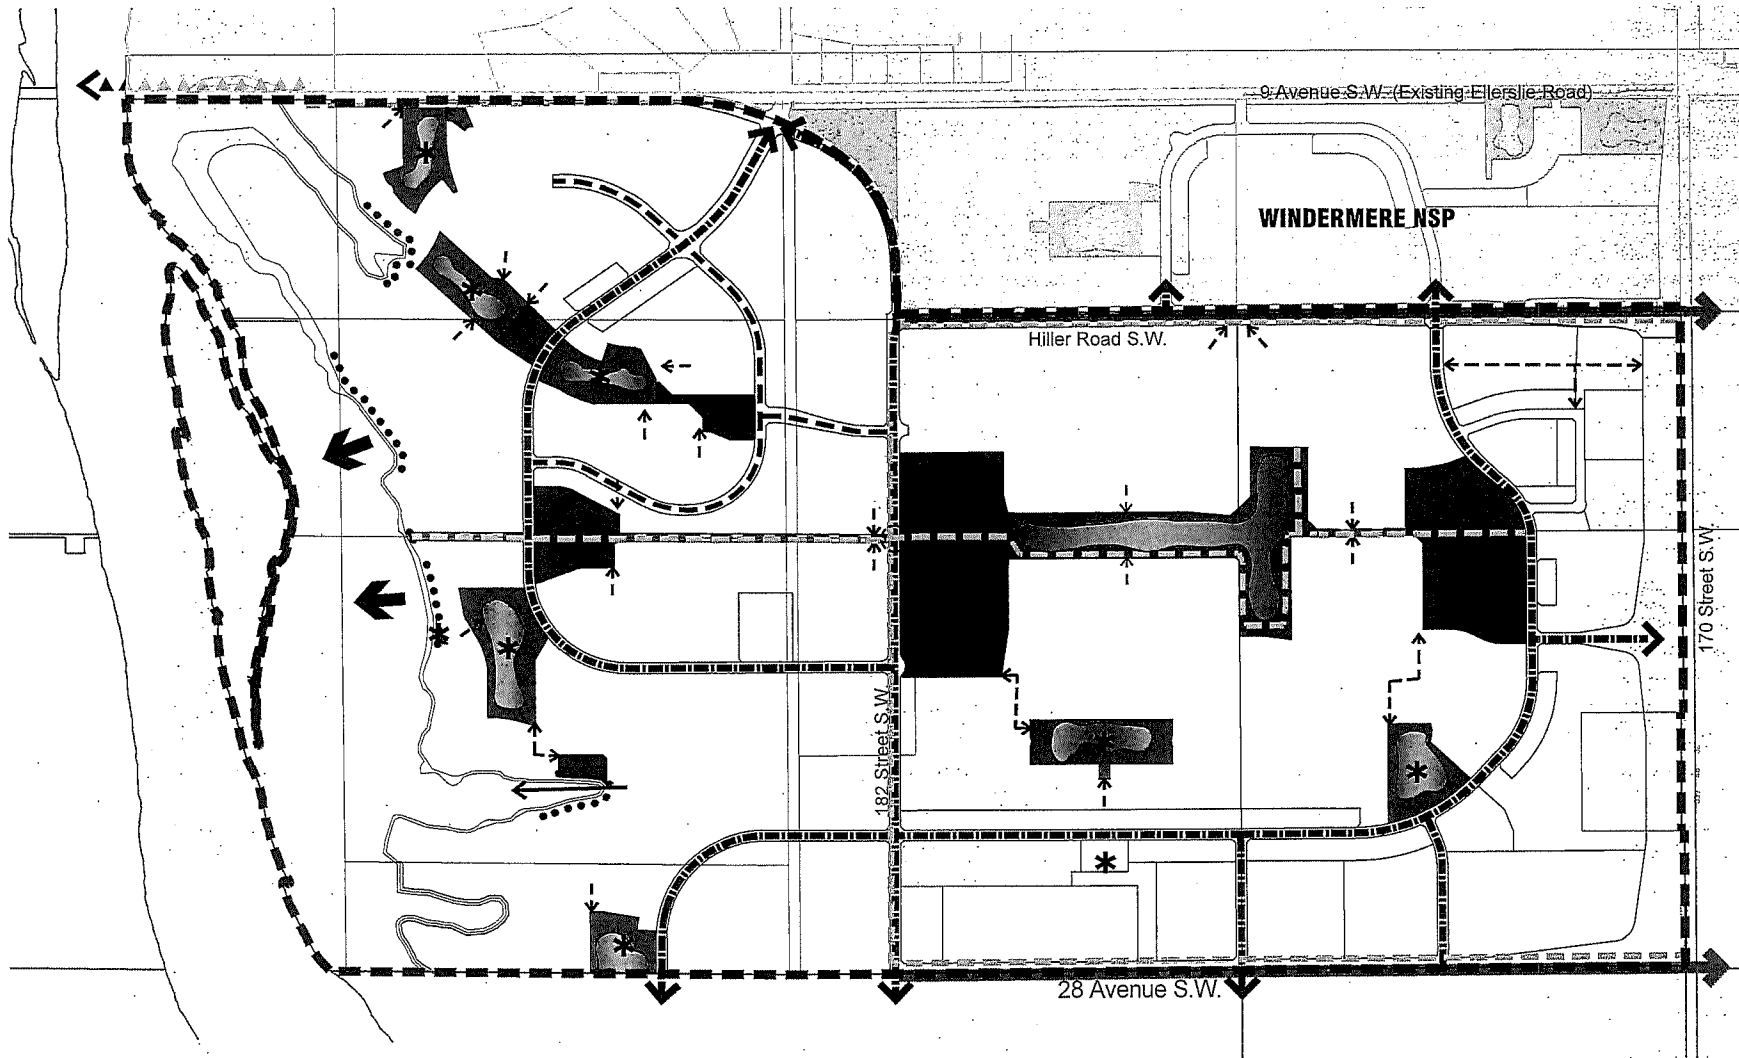 9 Avenue S.W. (Existing Ellerslie Road)
WINDERMERE NSP
Hiller Road S.W.
170 Street S.W.
182 Street S.W.
28 Avenue S.W.